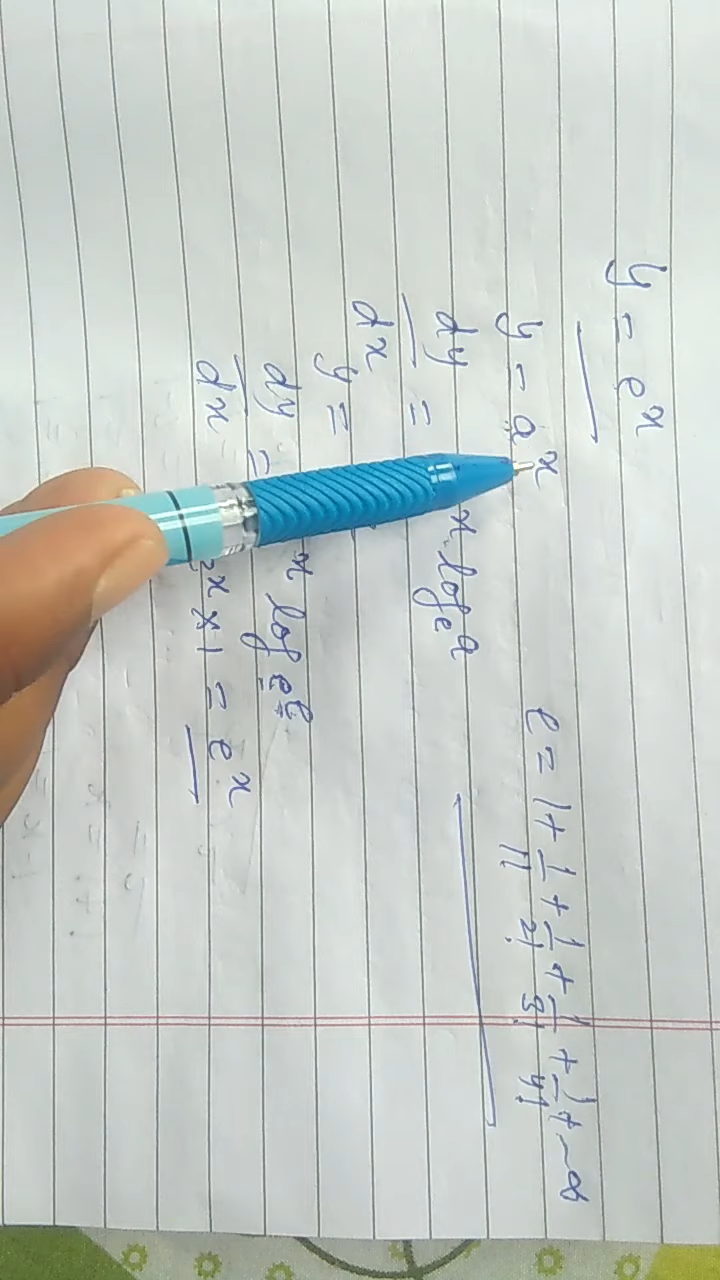 y = e^x
y = a^x
dy/dx = x log_e a
e = 1 + 1/1! + 1/2! + 1/3! + 1/4! + ~ ∞
y =
dy/dx = x log_e e
x × 1 = e^x